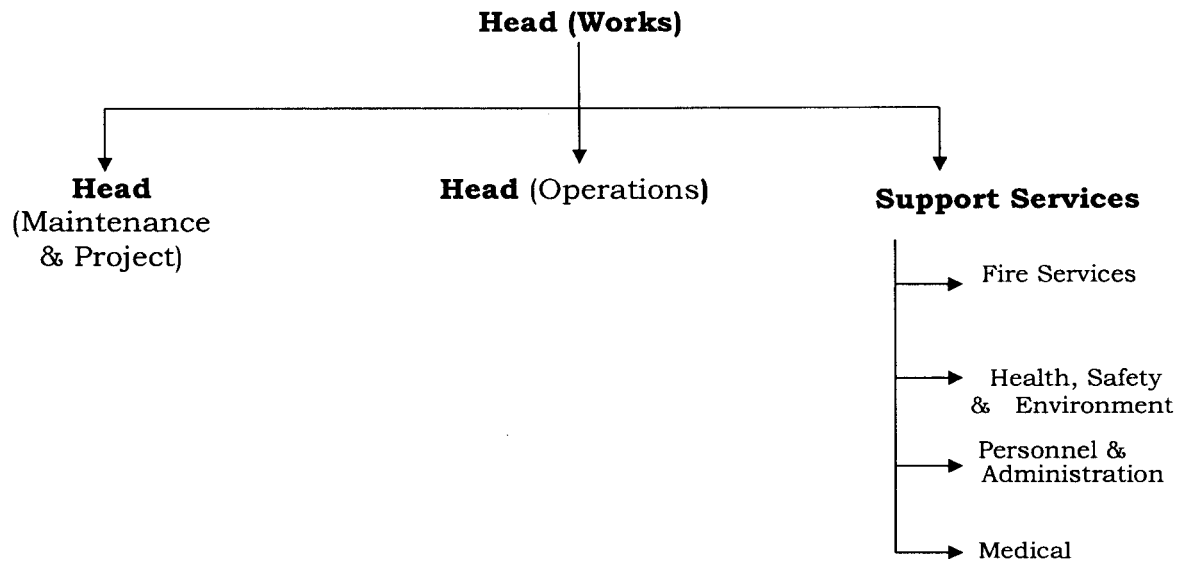 Head (Works)
Head
(Maintenance
& Project)
Head (Operations)
Support Services
Fire Services
Health, Safety
& Environment
Personnel &
Administration
Medical